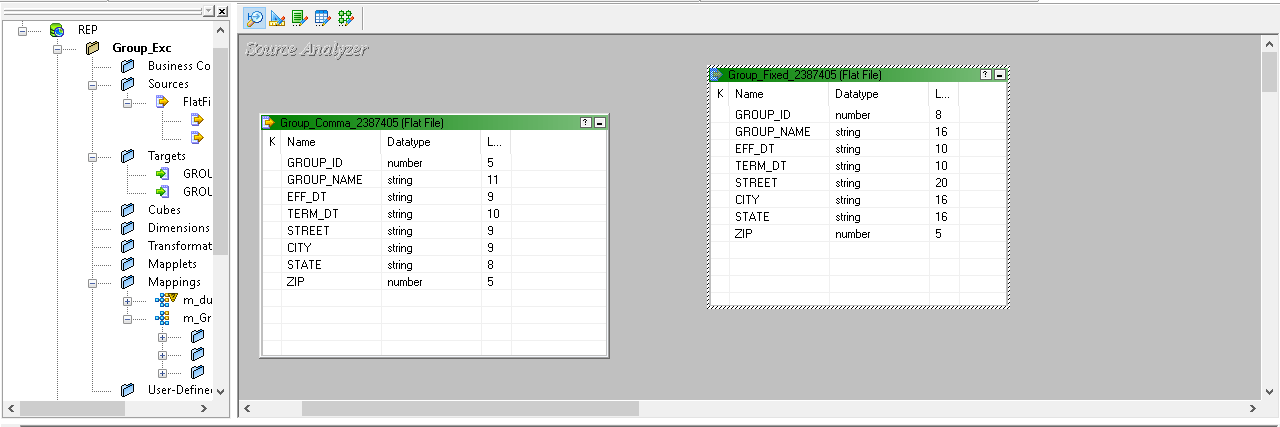 REP
Group_Exc
Business Co
Sources
FlatFi
Targets
GROU
GROU
Cubes
Dimensions
Transformat
Mapplets
Mappings
m_du
m_Gr
User-Define
Source Analyzer
Group_Comma_2387405 (Flat File)
K Name Datatype L...
GROUP_ID number 5
GROUP_NAME string 11
EFF_DT string 9
TERM_DT string 10
STREET string 9
CITY string 9
STATE string 8
ZIP number 5
Group_Fixed_2387405 (Flat File)
K Name Datatype L...
GROUP_ID number 8
GROUP_NAME string 16
EFF_DT string 10
TERM_DT string 10
STREET string 20
CITY string 16
STATE string 16
ZIP number 5